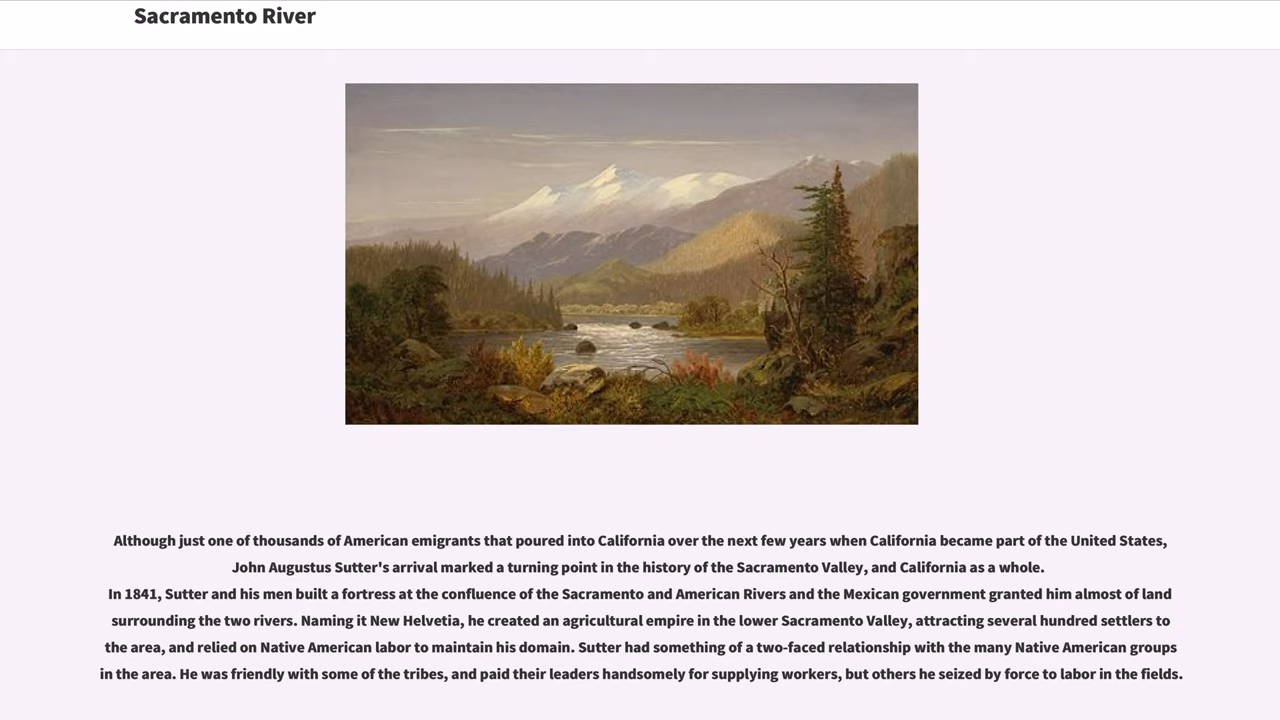 Sacramento River
Although just one of thousands of American emigrants that poured into California over the next few years when California became part of the United States,
John Augustus Sutter's arrival marked a turning point in the history of the Sacramento Valley, and California as a whole.
In 1841, Sutter and his men built a fortress at the confluence of the Sacramento and American Rivers and the Mexican government granted him almost of land
surrounding the two rivers. Naming it New Helvetia, he created an agricultural empire in the lower Sacramento Valley, attracting several hundred settlers to
the area, and relied on Native American labor to maintain his domain. Sutter had something of a two-faced relationship with the many Native American groups
in the area. He was friendly with some of the tribes, and paid their leaders handsomely for supplying workers, but others he seized by force to labor in the fields.